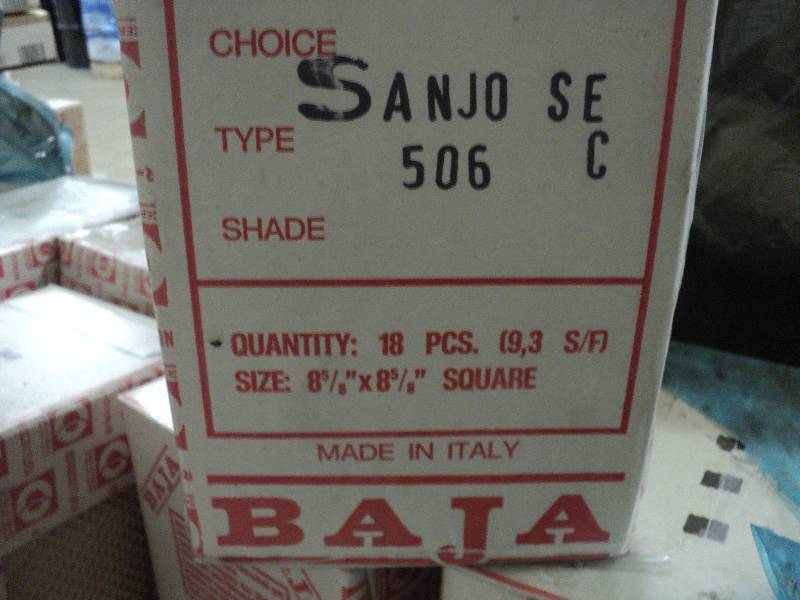 CHOICE
SANJO SE
TYPE
506 C
SHADE
QUANTITY: 18 PCS. (9,3 S/F)
SIZE: 8⁵/₈" x 8⁵/₈" SQUARE
MADE IN ITALY
BAJA
BAJA